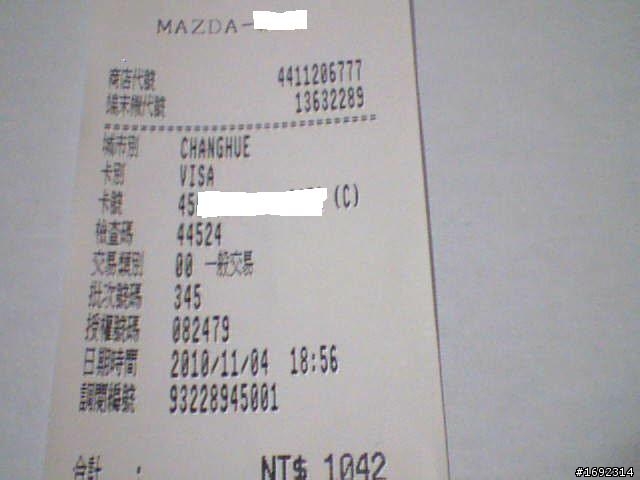 MAZDA-
商店代號 4411206777
端末機代號 13632289
城市別 CHANGHUE
卡別 VISA
卡號 45 (C)
檢查碼 44524
交易類別 00 一般交易
批次號碼 345
授權號碼 082479
日期時間 2010/11/04 18:56
調閱編號 93228945001
合計 : NT$ 1042
#1692314